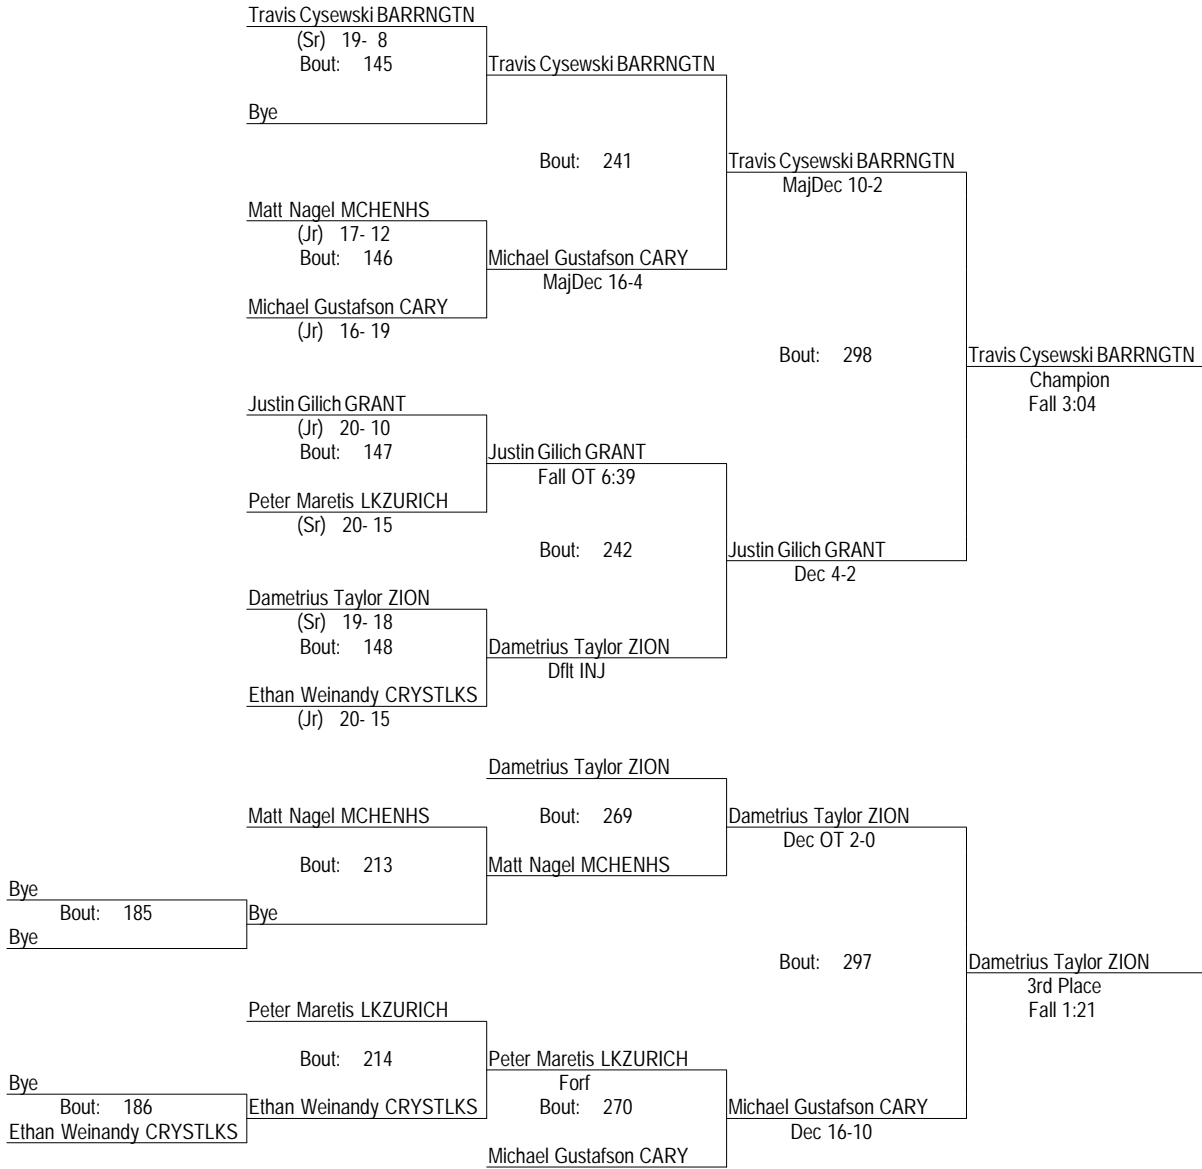 Travis Cysewski BARRNGTN
(Sr) 19- 8
Bout: 145
Travis Cysewski BARRNGTN
Bye
Bout: 241
Travis Cysewski BARRNGTN
MajDec 10-2
Matt Nagel MCHENHS
(Jr) 17- 12
Bout: 146
Michael Gustafson CARY
MajDec 16-4
Michael Gustafson CARY
(Jr) 16- 19
Bout: 298
Travis Cysewski BARRNGTN
Champion
Fall 3:04
Justin Gilich GRANT
(Jr) 20- 10
Bout: 147
Justin Gilich GRANT
Fall OT 6:39
Peter Maretis LKZURICH
(Sr) 20- 15
Bout: 242
Justin Gilich GRANT
Dec 4-2
Dametrius Taylor ZION
(Sr) 19- 18
Bout: 148
Dametrius Taylor ZION
Dflt INJ
Ethan Weinandy CRYSTLKS
(Jr) 20- 15
Dametrius Taylor ZION
Matt Nagel MCHENHS
Bout: 269
Dametrius Taylor ZION
Dec OT 2-0
Bout: 213
Matt Nagel MCHENHS
Bye
Bout: 185
Bye
Bye
Bout: 297
Dametrius Taylor ZION
3rd Place
Fall 1:21
Peter Maretis LKZURICH
Bout: 214
Peter Maretis LKZURICH
Forf
Bye
Bout: 186
Ethan Weinandy CRYSTLKS
Bout: 270
Michael Gustafson CARY
Dec 16-10
Ethan Weinandy CRYSTLKS
Michael Gustafson CARY